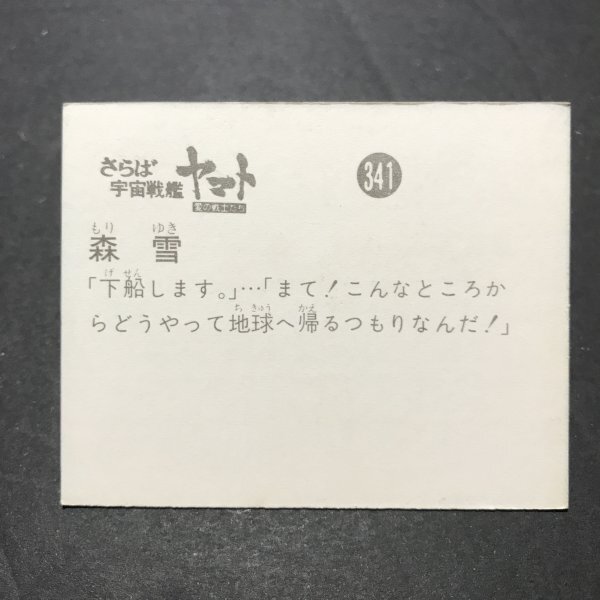 さらば
宇宙戦艦
ヤマト
愛の戦士たち
341
もり ゆき
森 雪
げせん
「下船します。」…「まて!こんなところか
ちきゅう かえ
らどうやって地球へ帰るつもりなんだ!」